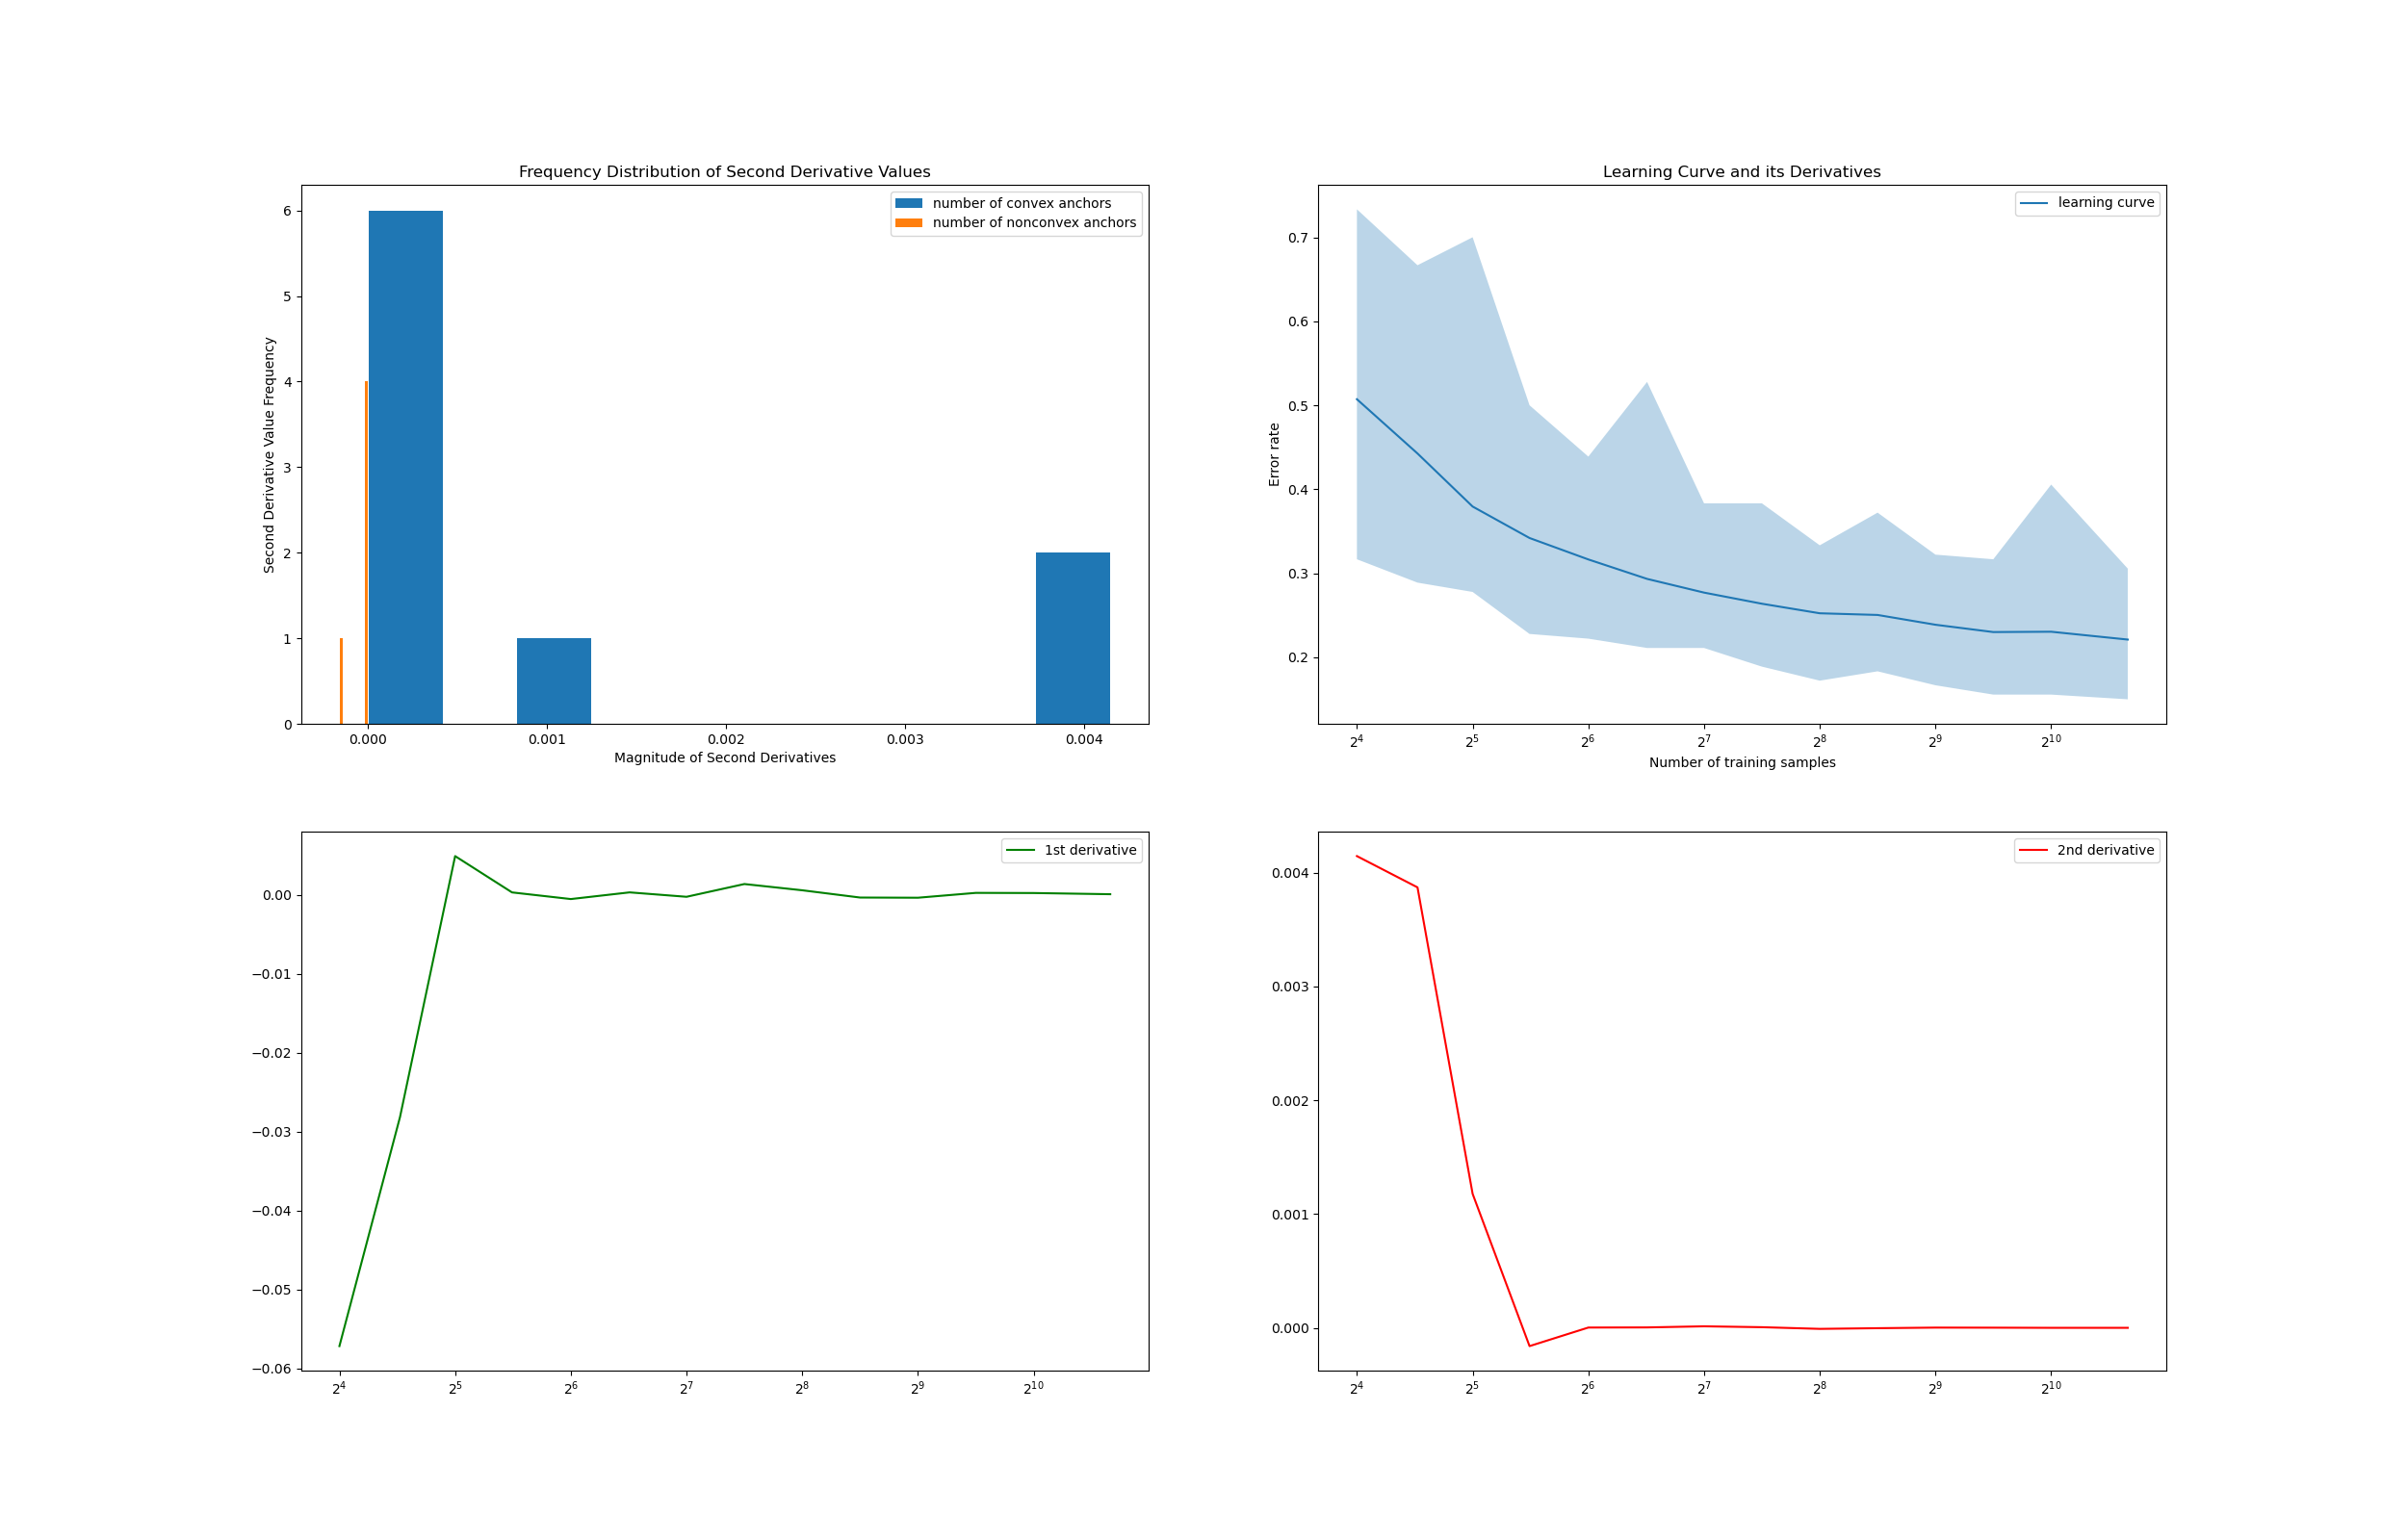 Frequency Distribution of Second Derivative Values
number of convex anchors
number of nonconvex anchors
Second Derivative Value Frequency
6
5
4
3
2
1
0
0.000 0.001 0.002 0.003 0.004
Magnitude of Second Derivatives
Learning Curve and its Derivatives
learning curve
Error rate
0.7
0.6
0.5
0.4
0.3
0.2
2⁴ 2⁵ 2⁶ 2⁷ 2⁸ 2⁹ 2¹⁰
Number of training samples
1st derivative
0.00
−0.01
−0.02
−0.03
−0.04
−0.05
−0.06
2⁴ 2⁵ 2⁶ 2⁷ 2⁸ 2⁹ 2¹⁰
2nd derivative
0.004
0.003
0.002
0.001
0.000
2⁴ 2⁵ 2⁶ 2⁷ 2⁸ 2⁹ 2¹⁰